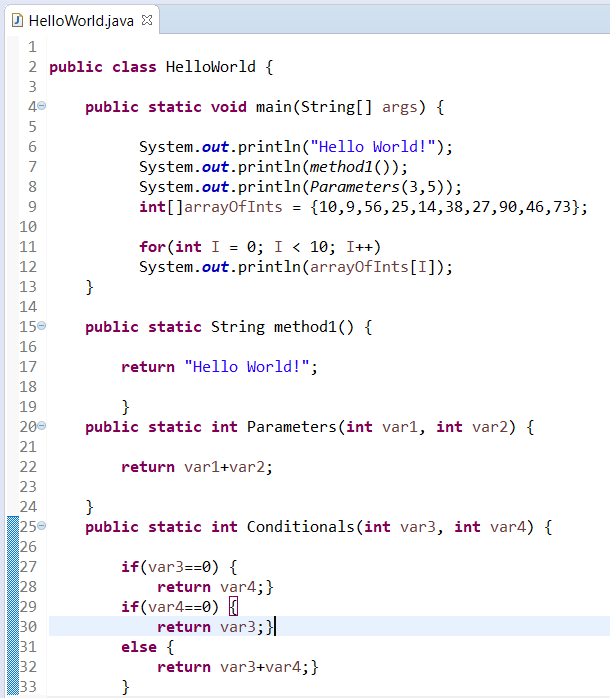 HelloWorld.java
1
2 public class HelloWorld {
3
4 public static void main(String[] args) {
5
6 System.out.println("Hello World!");
7 System.out.println(method1());
8 System.out.println(Parameters(3,5));
9 int[]arrayOfInts = {10,9,56,25,14,38,27,90,46,73};
10
11 for(int I = 0; I < 10; I++)
12 System.out.println(arrayOfInts[I]);
13 }
14
15 public static String method1() {
16
17 return "Hello World!";
18
19 }
20 public static int Parameters(int var1, int var2) {
21
22 return var1+var2;
23
24 }
25 public static int Conditionals(int var3, int var4) {
26
27 if(var3==0) {
28 return var4;}
29 if(var4==0) {
30 return var3;}
31 else {
32 return var3+var4;}
33 }